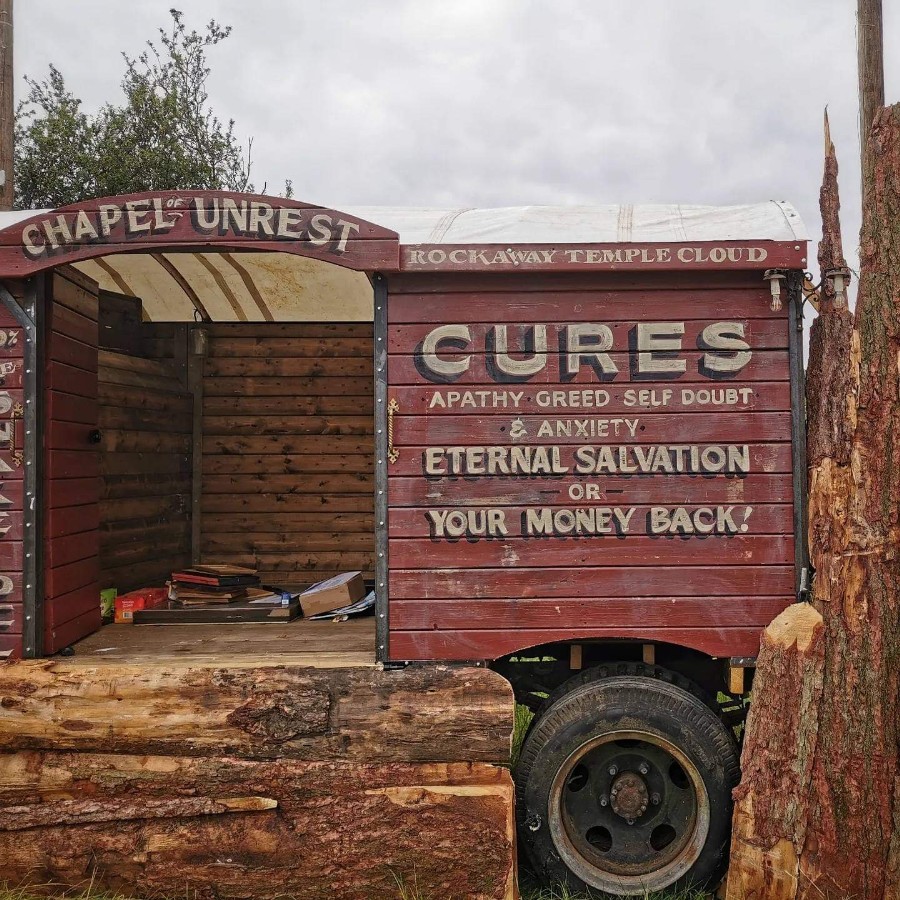 CHAPEL OF UNREST
ROCKAWAY TEMPLE CLOUD
CURES
APATHY GREED SELF DOUBT
& ANXIETY
ETERNAL SALVATION
OR
YOUR MONEY BACK!